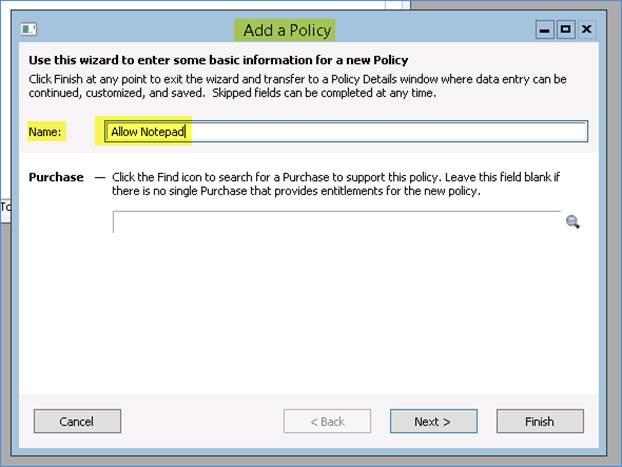 Add a Policy
Use this wizard to enter some basic information for a new Policy
Click Finish at any point to exit the wizard and transfer to a Policy Details window where data entry can be
continued, customized, and saved. Skipped fields can be completed at any time.
Name: Allow Notepad
Purchase — Click the Find icon to search for a Purchase to support this policy. Leave this field blank if
there is no single Purchase that provides entitlements for the new policy.
To
Cancel < Back Next > Finish